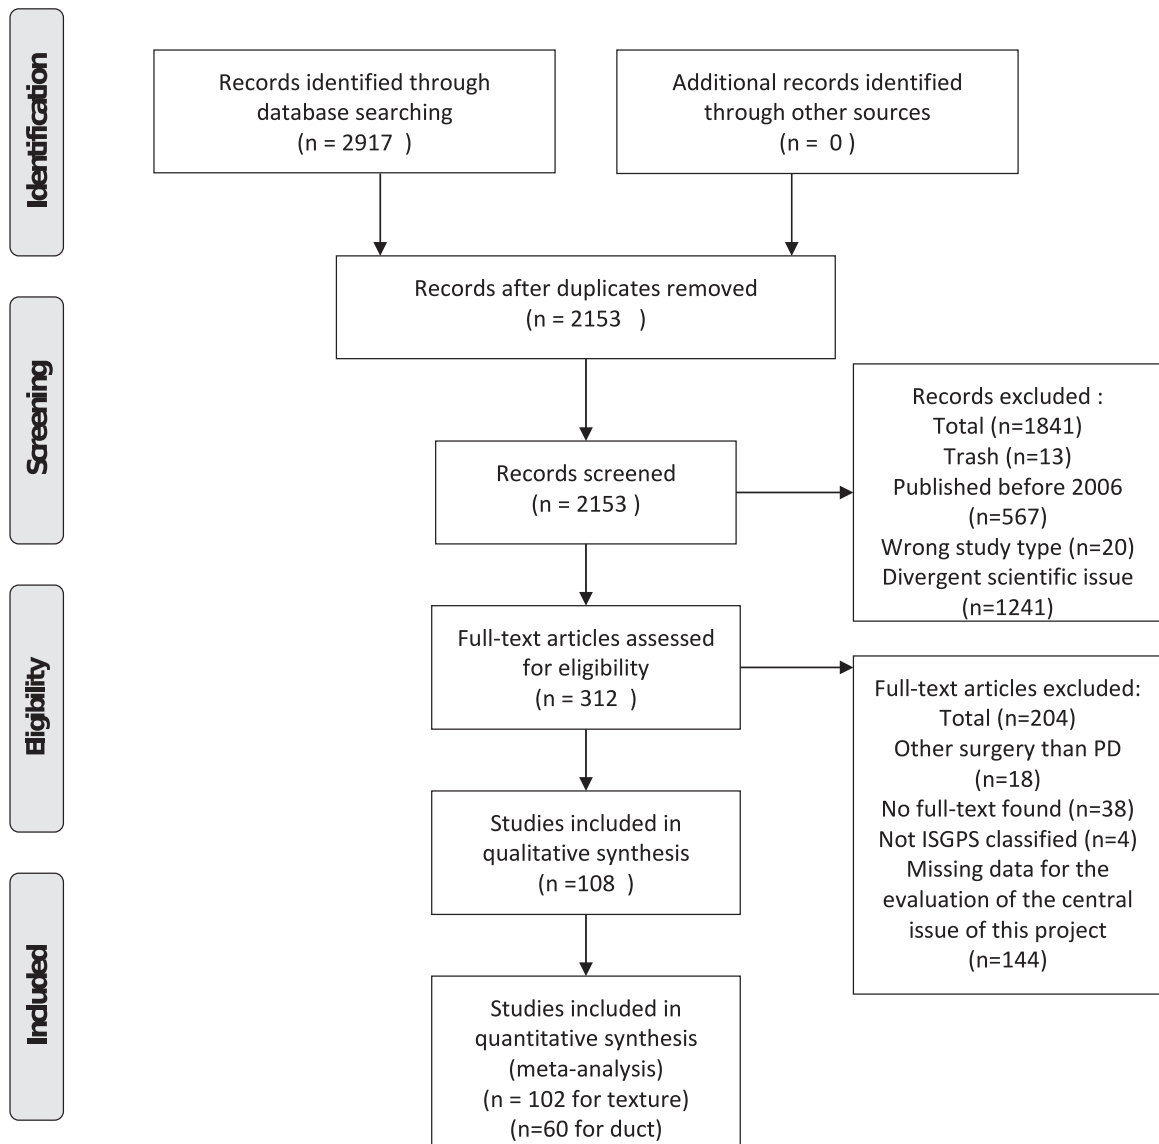 Identification
Records identified through
database searching
(n = 2917 )
Additional records identified
through other sources
(n = 0 )
Records after duplicates removed
(n = 2153 )
Screening
Records screened
(n = 2153 )
Records excluded :
Total (n=1841)
Trash (n=13)
Published before 2006
(n=567)
Wrong study type (n=20)
Divergent scientific issue
(n=1241)
Eligibility
Full-text articles assessed
for eligibility
(n = 312 )
Full-text articles excluded:
Total (n=204)
Other surgery than PD
(n=18)
No full-text found (n=38)
Not ISGPS classified (n=4)
Missing data for the
evaluation of the central
issue of this project
(n=144)
Studies included in
qualitative synthesis
(n =108 )
Included
Studies included in
quantitative synthesis
(meta-analysis)
(n = 102 for texture)
(n=60 for duct)